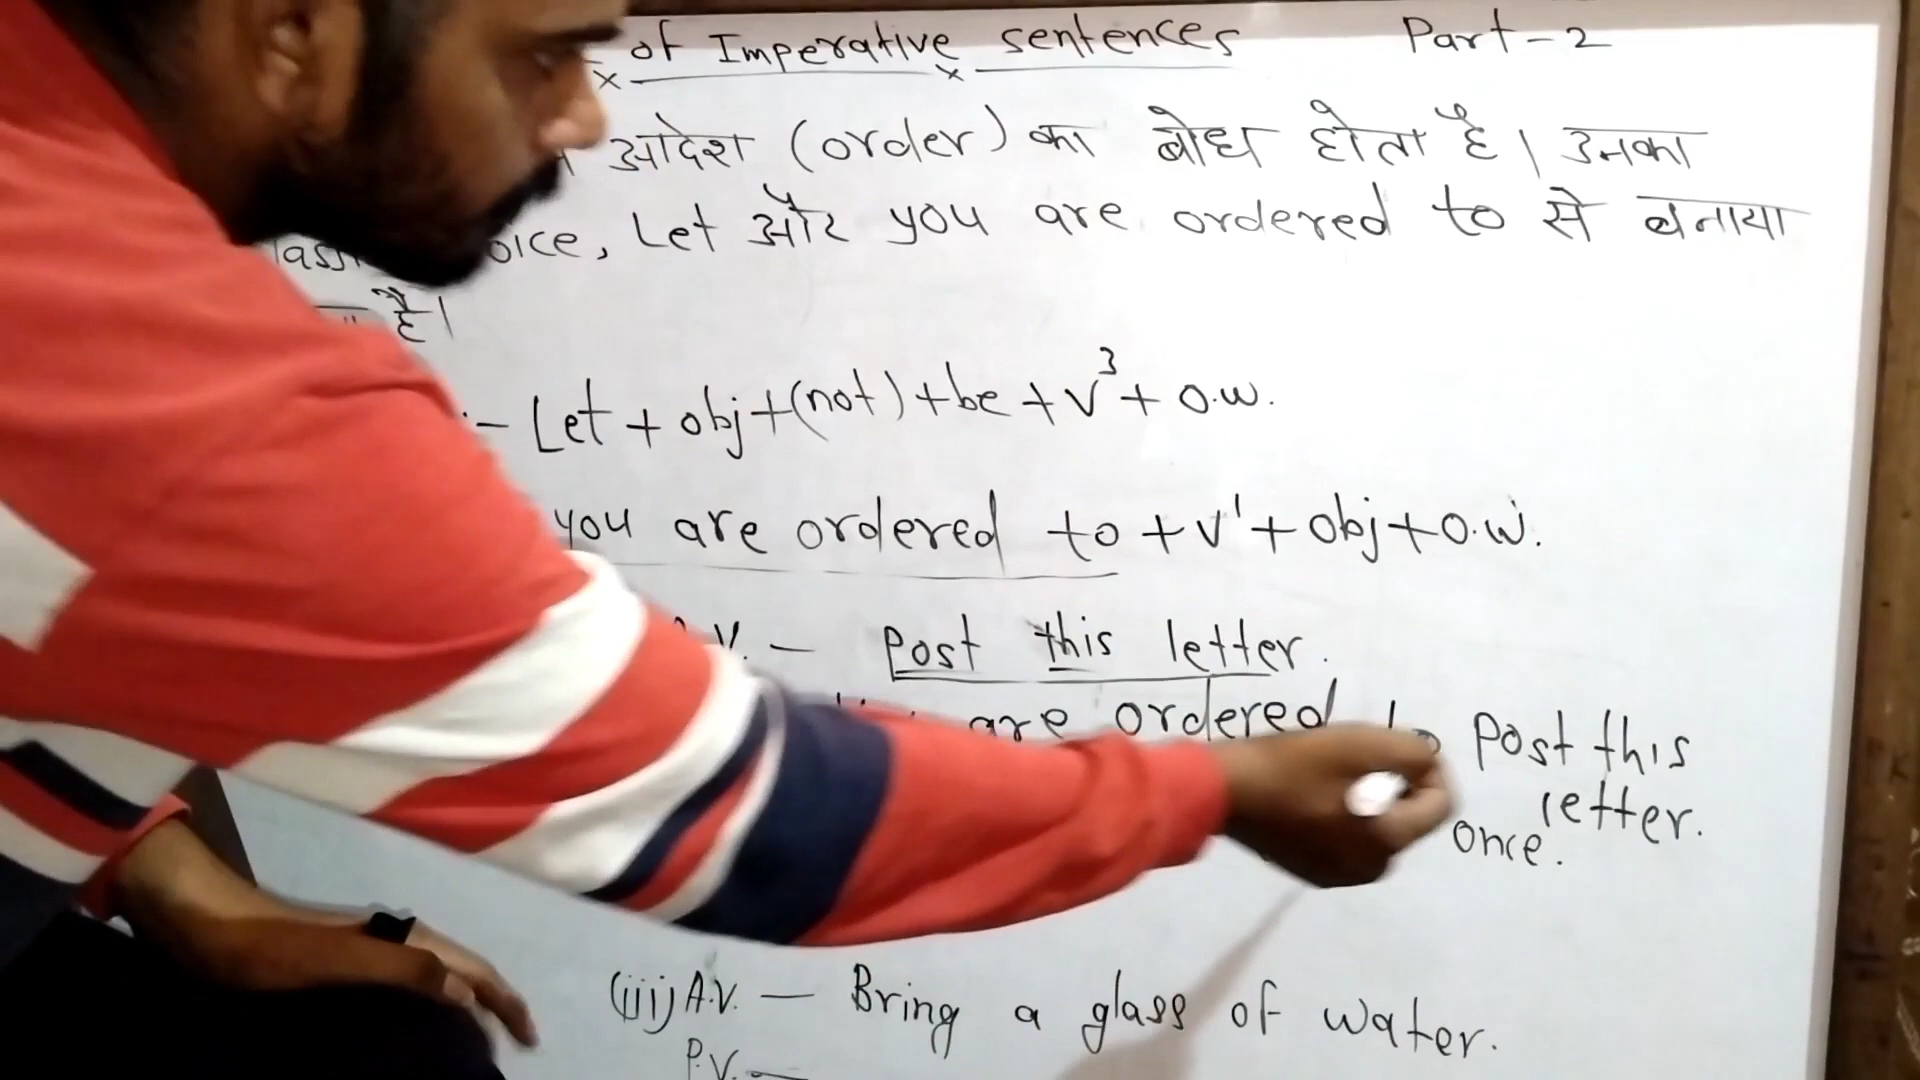 of Imperative sentences Part-2
आदेश (order) का बोध होता है। उनका
oice, Let और you are ordered to से बनाया
है।
- Let + obj + (not) + be + V³ + o.w.
you are ordered to + V¹ + obj + o.w.
V. — Post this letter.
are ordered to Post this
letter.
once.
(iii) A.V. — Bring a glass of water.
P.V. —